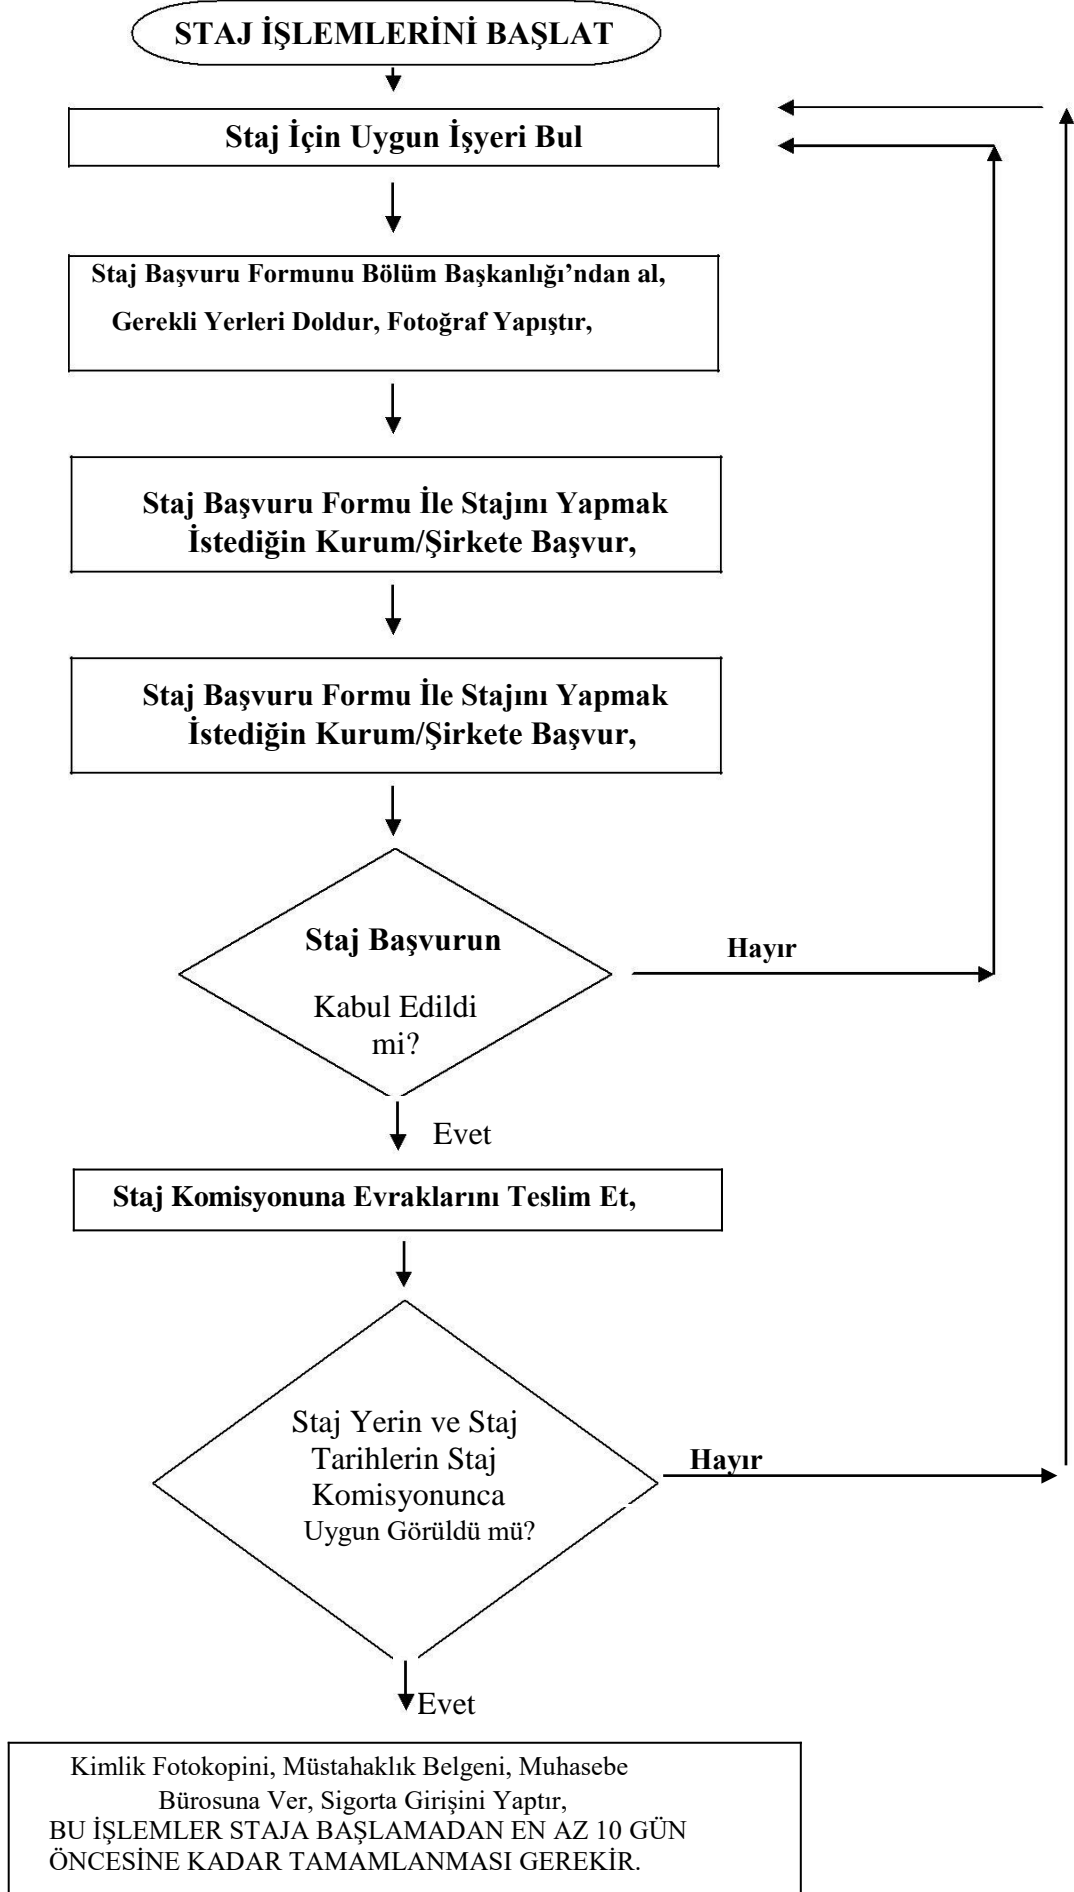 STAJ İŞLEMLERİNİ BAŞLAT
Staj İçin Uygun İşyeri Bul
Staj Başvuru Formunu Bölüm Başkanlığı’ndan al,
Gerekli Yerleri Doldur, Fotoğraf Yapıştır,
Staj Başvuru Formu İle Stajını Yapmak
İstediğin Kurum/Şirkete Başvur,
Staj Başvuru Formu İle Stajını Yapmak
İstediğin Kurum/Şirkete Başvur,
Staj Başvurun
Hayır
Kabul Edildi
mi?
Evet
Staj Komisyonuna Evraklarını Teslim Et,
Staj Yerin ve Staj
Tarihlerin Staj
Hayır
Komisyonunca
Uygun Görüldü mü?
Evet
Kimlik Fotokopini, Müstahaklık Belgeni, Muhasebe
Bürosuna Ver, Sigorta Girişini Yaptır,
BU İŞLEMLER STAJA BAŞLAMADAN EN AZ 10 GÜN
ÖNCESİNE KADAR TAMAMLANMASI GEREKİR.